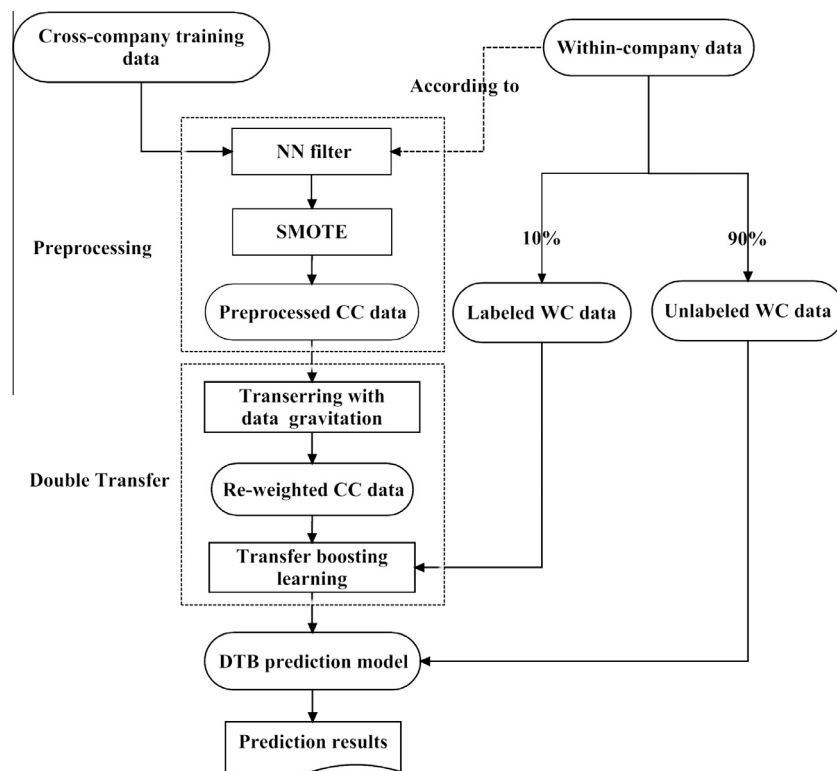 Cross-company training
data
Within-company data
According to
NN filter
SMOTE
Preprocessing
10%
90%
Preprocessed CC data
Labeled WC data
Unlabeled WC data
Transerring with
data gravitation
Double Transfer
Re-weighted CC data
Transfer boosting
learning
DTB prediction model
Prediction results